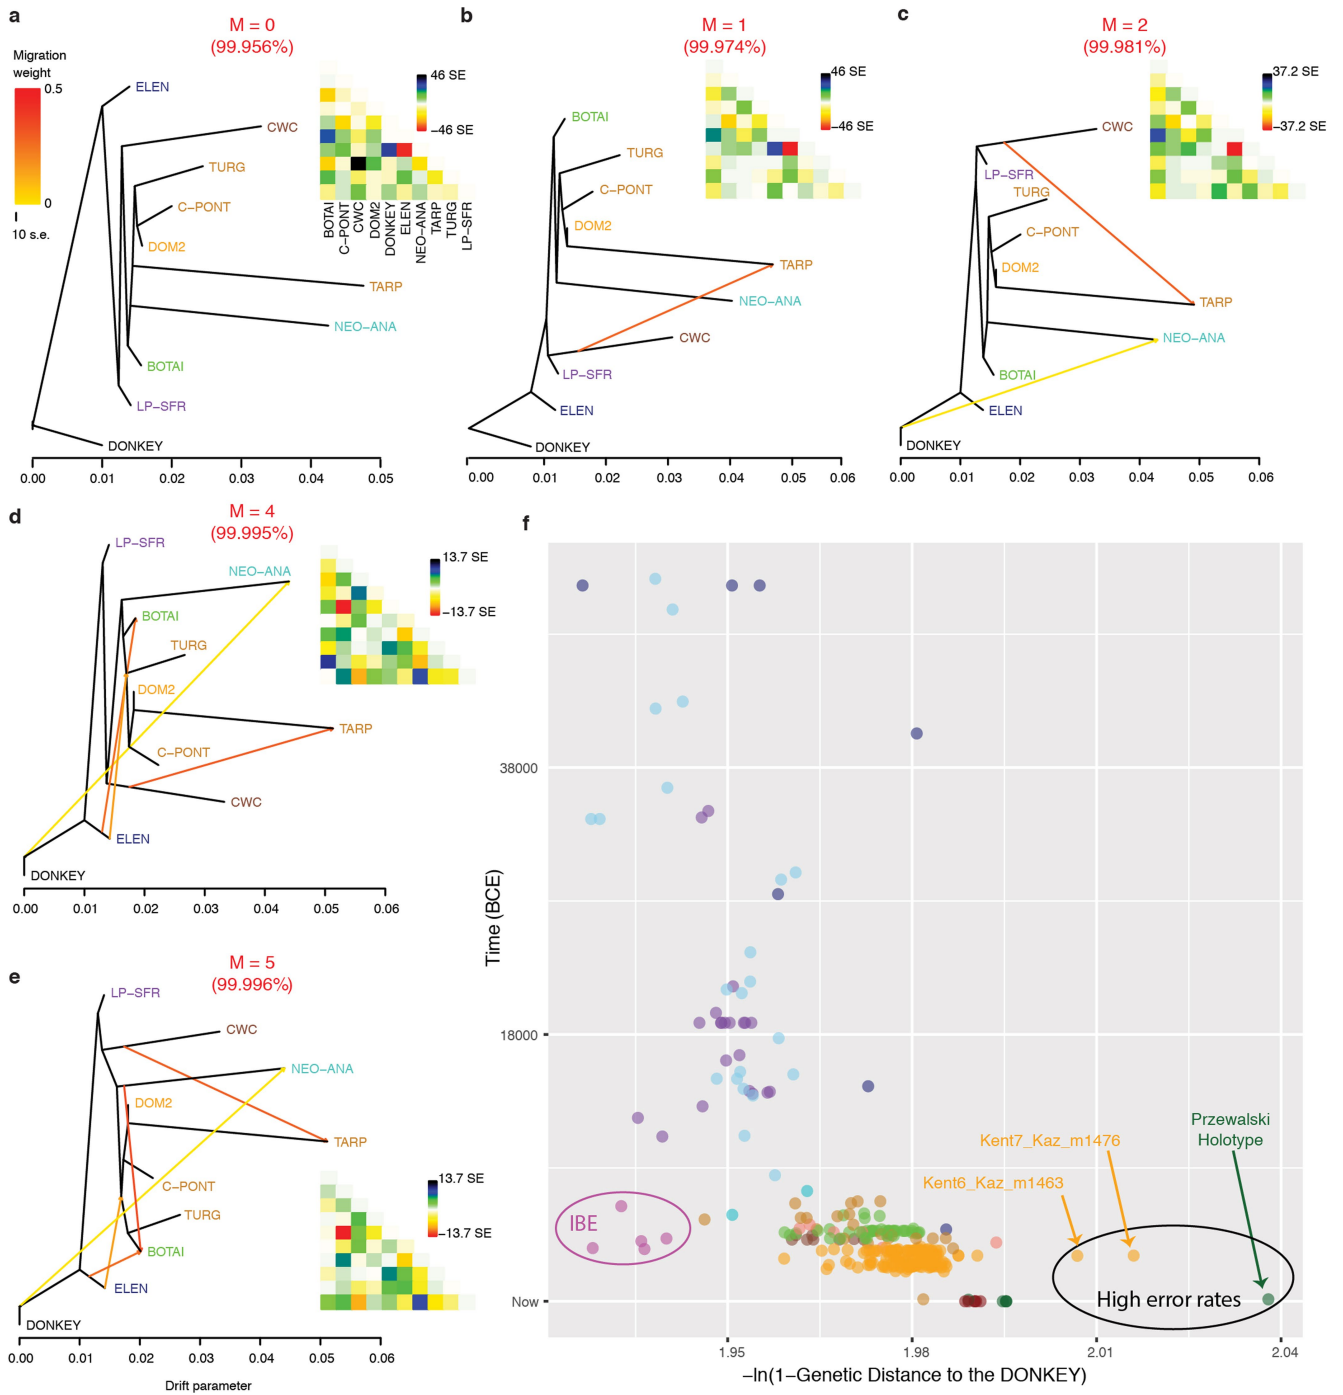 a
M = 0
(99.956%)
Migration
weight
0.5
0
10 s.e.
ELEN
CWC
TURG
C−PONT
DOM2
TARP
NEO−ANA
BOTAI
LP−SFR
DONKEY
46 SE
−46 SE
BOTAI
C−PONT
CWC
DOM2
DONKEY
ELEN
NEO−ANA
TARP
TURG
LP−SFR
0.00 0.01 0.02 0.03 0.04 0.05
b
M = 1
(99.974%)
46 SE
−46 SE
BOTAI
TURG
C−PONT
DOM2
TARP
NEO−ANA
CWC
LP−SFR
ELEN
DONKEY
0.00 0.01 0.02 0.03 0.04 0.05 0.06
c
M = 2
(99.981%)
37.2 SE
−37.2 SE
CWC
LP−SFR
TURG
C−PONT
DOM2
TARP
NEO−ANA
BOTAI
ELEN
DONKEY
0.00 0.01 0.02 0.03 0.04 0.05 0.06
d
M = 4
(99.995%)
13.7 SE
−13.7 SE
LP−SFR
NEO−ANA
BOTAI
TURG
DOM2
TARP
C−PONT
CWC
ELEN
DONKEY
0.00 0.01 0.02 0.03 0.04 0.05 0.06
e
M = 5
(99.996%)
LP−SFR
CWC
NEO−ANA
DOM2
TARP
C−PONT
TURG
BOTAI
ELEN
DONKEY
13.7 SE
−13.7 SE
0.00 0.01 0.02 0.03 0.04 0.05 0.06
Drift parameter
f
Time (BCE)
38000
18000
Now
IBE
Kent7_Kaz_m1476
Kent6_Kaz_m1463
Przewalski
Holotype
High error rates
1.95 1.98 2.01 2.04
−ln(1−Genetic Distance to the DONKEY)